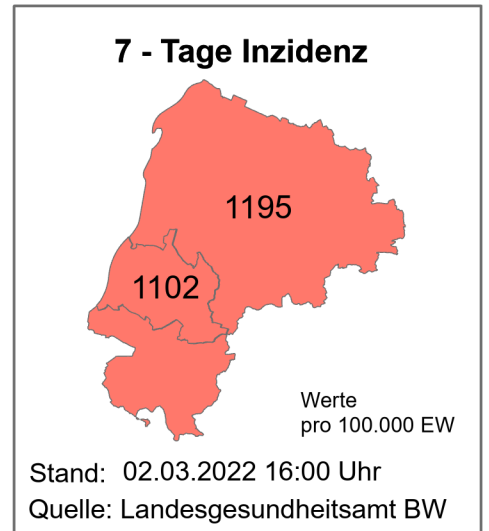 7 - Tage Inzidenz
1195
1102
Werte
pro 100.000 EW
Stand: 02.03.2022 16:00 Uhr
Quelle: Landesgesundheitsamt BW